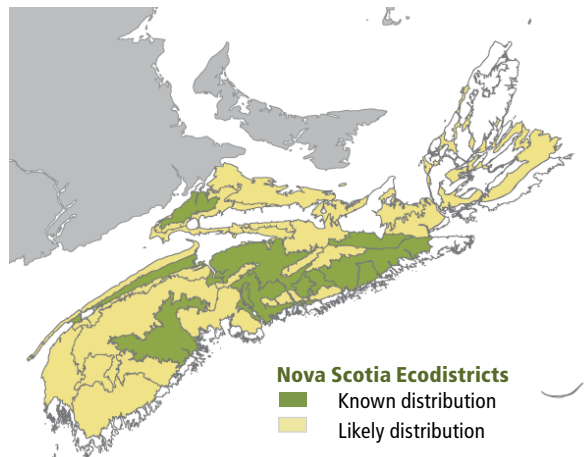 Nova Scotia Ecodistricts
Known distribution
Likely distribution